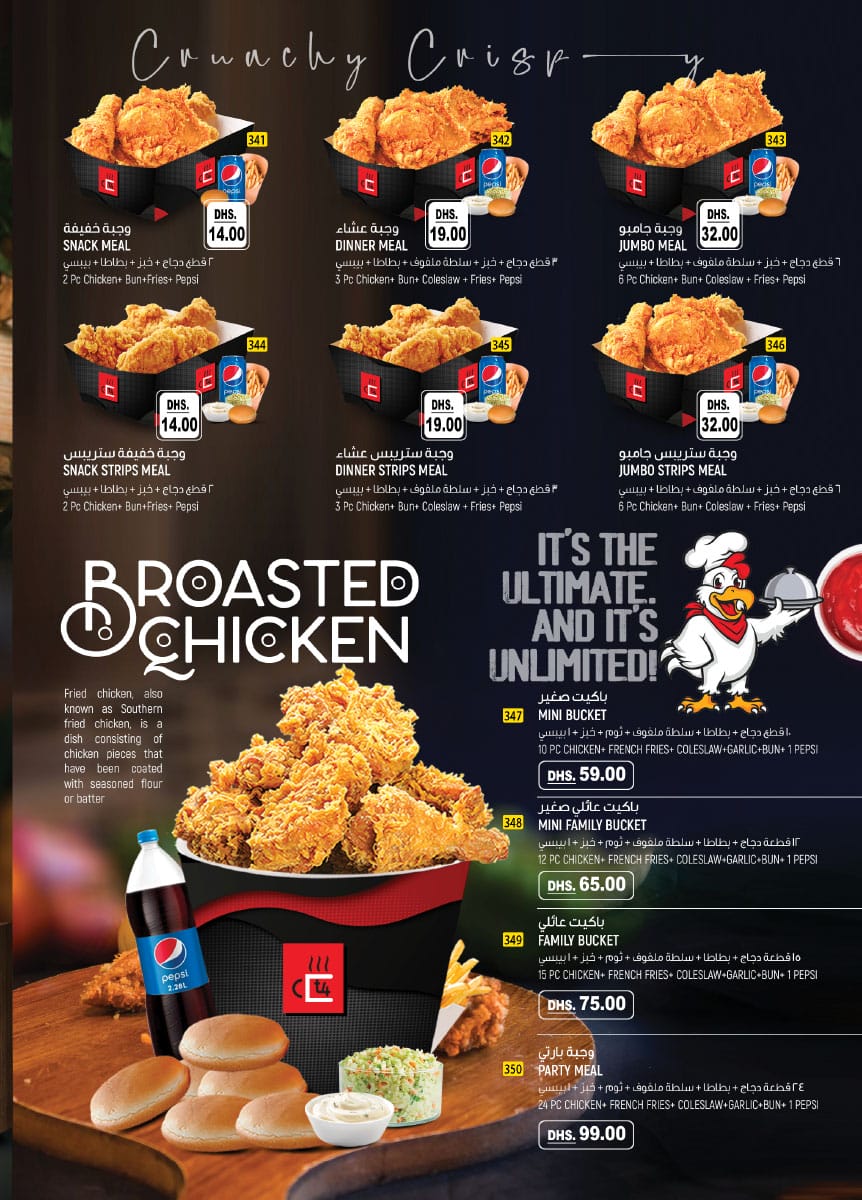 Crunchy Crispy
341
pepsi
DHS.
14.00
وجبة خفيفة
SNACK MEAL
٢ قطع دجاج + خبز + بطاطا + بيبسي
2 Pc Chicken+ Bun+Fries+ Pepsi
342
pepsi
DHS.
19.00
وجبة عشاء
DINNER MEAL
٣ قطع دجاج + خبز + سلطة ملفوف + بطاطا + بيبسي
3 Pc Chicken+ Bun+ Coleslaw + Fries+ Pepsi
343
pepsi
DHS.
32.00
وجبة جامبو
JUMBO MEAL
٦ قطع دجاج + خبز + سلطة ملفوف + بطاطا + بيبسي
6 Pc Chicken+ Bun+ Coleslaw + Fries+ Pepsi
344
pepsi
DHS.
14.00
وجبة خفيفة ستريبس
SNACK STRIPS MEAL
٢ قطع دجاج + خبز + بطاطا + بيبسي
2 Pc Chicken+ Bun+Fries+ Pepsi
345
pepsi
DHS.
19.00
وجبة ستريبس عشاء
DINNER STRIPS MEAL
٣ قطع دجاج + خبز + سلطة ملفوف + بطاطا + بيبسي
3 Pc Chicken+ Bun+ Coleslaw + Fries+ Pepsi
346
pepsi
DHS.
32.00
وجبة ستريبس جامبو
JUMBO STRIPS MEAL
٦ قطع دجاج + خبز + سلطة ملفوف + بطاطا + بيبسي
6 Pc Chicken+ Bun+ Coleslaw + Fries+ Pepsi
BROASTED
CHICKEN
Fried chicken, also
known as Southern
fried chicken, is a
dish consisting of
chicken pieces that
have been coated
with seasoned flour
or batter
pepsi
2.28L
t4
IT'S THE
ULTIMATE.
AND IT'S
UNLIMITED!
347
باكيت صغير
MINI BUCKET
١٠ قطع دجاج + بطاطا + سلطة ملفوف + ثوم + خبز + ١ بيبسي
10 PC CHICKEN+ FRENCH FRIES+ COLESLAW+GARLIC+BUN+ 1 PEPSI
DHS. 59.00
348
باكيت عائلي صغير
MINI FAMILY BUCKET
١٢ قطعة دجاج + بطاطا + سلطة ملفوف + ثوم + خبز + ١ بيبسي
12 PC CHICKEN+ FRENCH FRIES+ COLESLAW+GARLIC+BUN+ 1 PEPSI
DHS. 65.00
349
باكيت عائلي
FAMILY BUCKET
١٥ قطعة دجاج + بطاطا + سلطة ملفوف + ثوم + خبز + ١ بيبسي
15 PC CHICKEN+ FRENCH FRIES+ COLESLAW+GARLIC+BUN+ 1 PEPSI
DHS. 75.00
350
وجبة بارتي
PARTY MEAL
٢٤ قطعة دجاج + بطاطا + سلطة ملفوف + ثوم + خبز + ١ بيبسي
24 PC CHICKEN+ FRENCH FRIES+ COLESLAW+GARLIC+BUN+ 1 PEPSI
DHS. 99.00